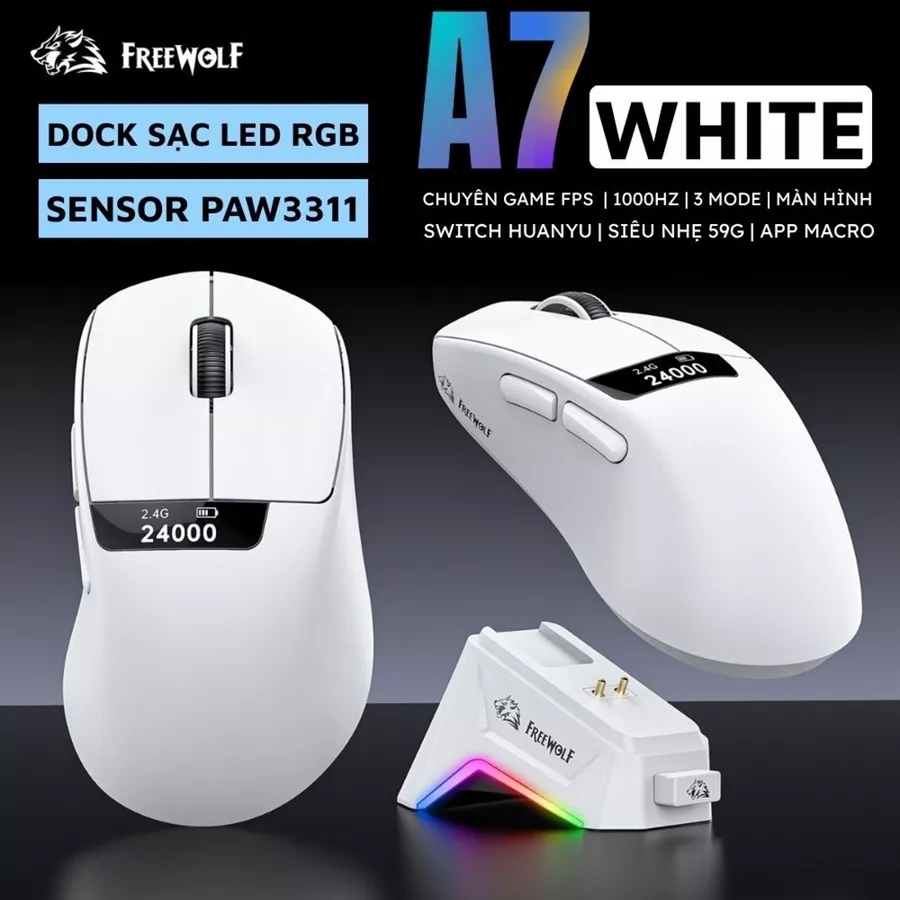 FREEWOLF
A7
WHITE
DOCK SẠC LED RGB
SENSOR PAW3311
CHUYÊN GAME FPS | 1000HZ | 3 MODE | MÀN HÌNH
SWITCH HUANYU | SIÊU NHẸ 59G | APP MACRO
2.4G
24000
FREEWOLF
2.4G
24000
FREEWOLF